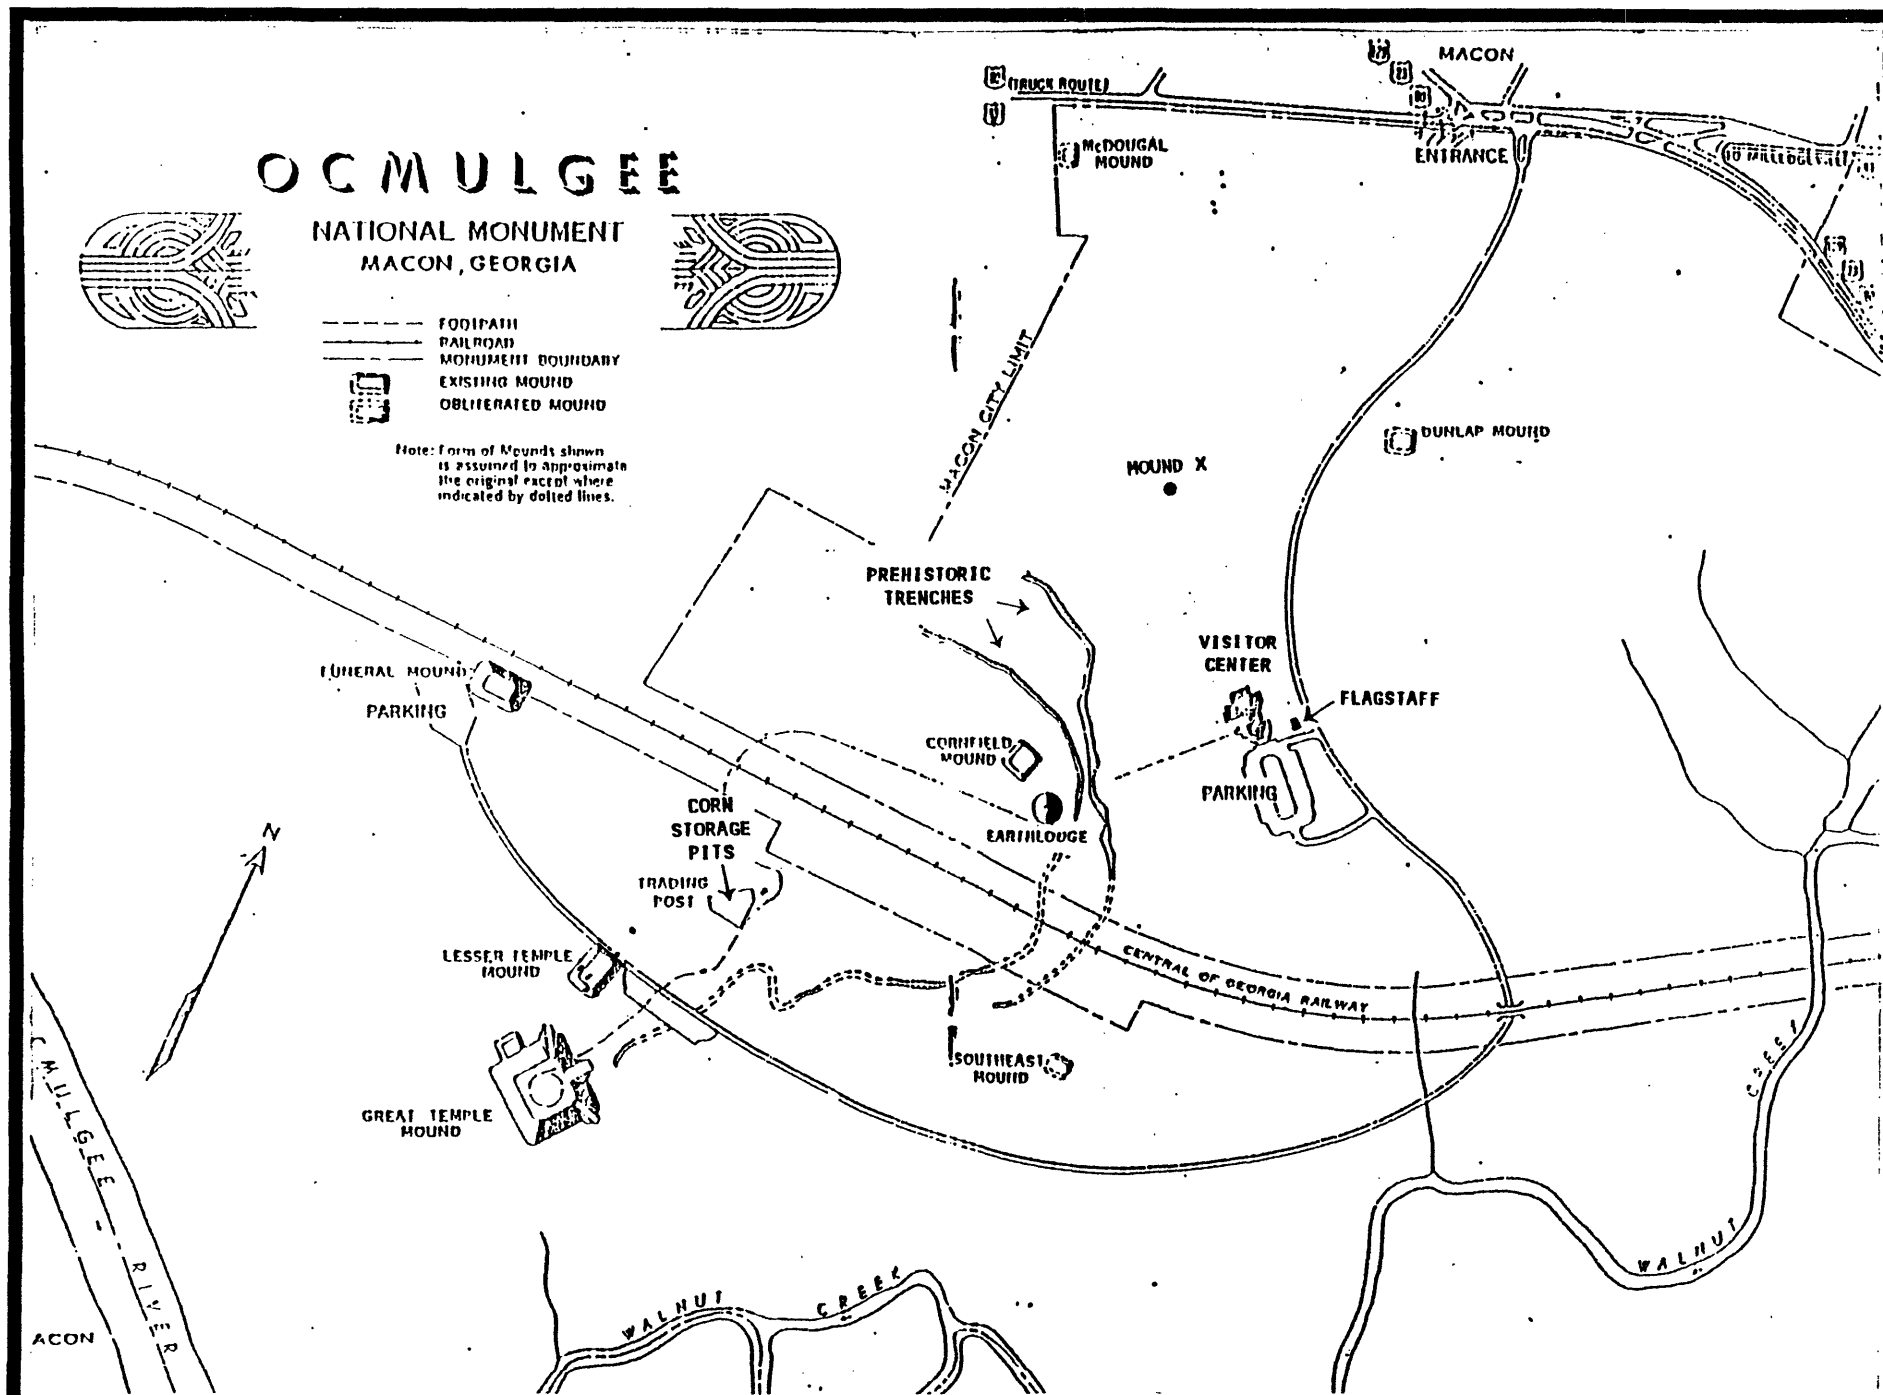 OCMULGEE
NATIONAL MONUMENT
MACON, GEORGIA
FOOTPATH
RAILROAD
MONUMENT BOUNDARY
EXISTING MOUND
OBLITERATED MOUND
Note: Form of Mounds shown
is assumed to approximate
the original except where
indicated by dotted lines.
(TRUCK ROUTE)
MACON
80
ENTRANCE
McDOUGAL
MOUND
MACON CITY LIMIT
DUNLAP MOUND
MOUND X
PREHISTORIC
TRENCHES
VISITOR
CENTER
FLAGSTAFF
FUNERAL MOUND
PARKING
CORNFIELD
MOUND
PARKING
CORN
STORAGE
PITS
EARTHLODGE
N
TRADING
POST
LESSER TEMPLE
MOUND
CENTRAL OF GEORGIA RAILWAY
SOUTHEAST
MOUND
GREAT TEMPLE
MOUND
CMULGEE - RIVER
WALNUT CREEK
WALNUT CREEK
ACON